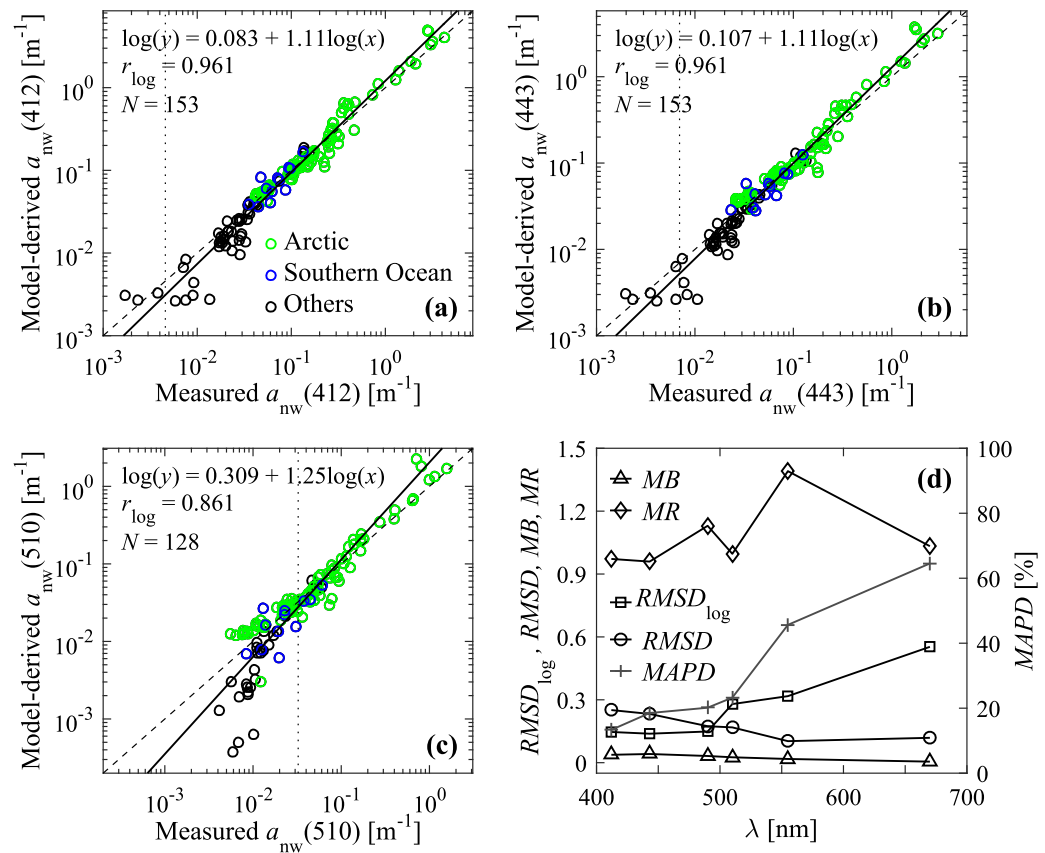 log(y) = 0.083 + 1.11log(x)
r_log = 0.961
N = 153
Arctic
Southern Ocean
Others
(a)
10^0
10^-1
10^-2
10^-3
10^-3
10^-2
10^-1
10^0
Model-derived a_nw(412) [m^-1]
Measured a_nw(412) [m^-1]
log(y) = 0.107 + 1.11log(x)
r_log = 0.961
N = 153
(b)
10^0
10^-1
10^-2
10^-3
10^-3
10^-2
10^-1
10^0
Model-derived a_nw(443) [m^-1]
Measured a_nw(443) [m^-1]
log(y) = 0.309 + 1.25log(x)
r_log = 0.861
N = 128
(c)
10^0
10^-1
10^-2
10^-3
10^-3
10^-2
10^-1
10^0
Model-derived a_nw(510) [m^-1]
Measured a_nw(510) [m^-1]
(d)
MB
MR
RMSD_log
RMSD
MAPD
1.5
1.2
0.9
0.6
0.3
0
100
80
60
40
20
0
400
500
600
700
RMSD_log, RMSD, MB, MR
MAPD [%]
λ [nm]